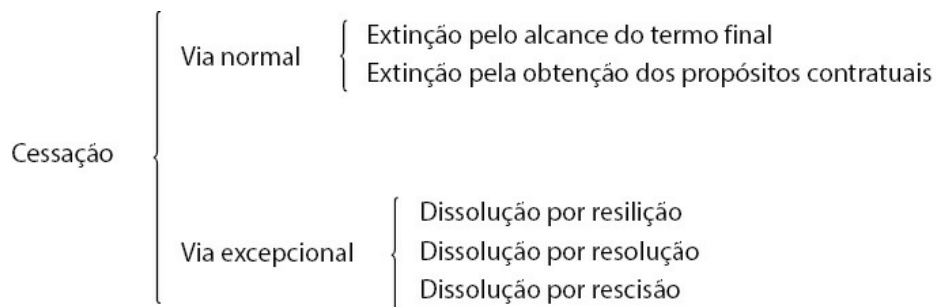 Via normal
Extinção pelo alcance do termo final
Extinção pela obtenção dos propósitos contratuais
Cessação
Via excepcional
Dissolução por resilição
Dissolução por resolução
Dissolução por rescisão